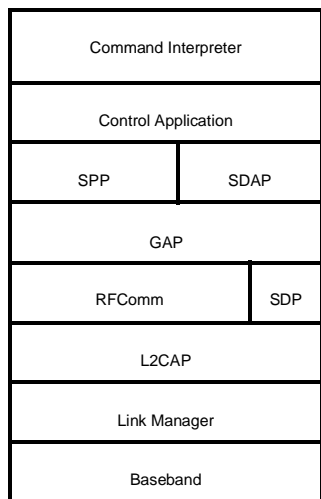 Command Interpreter
Control Application
SPP SDAP
GAP
RFComm SDP
L2CAP
Link Manager
Baseband